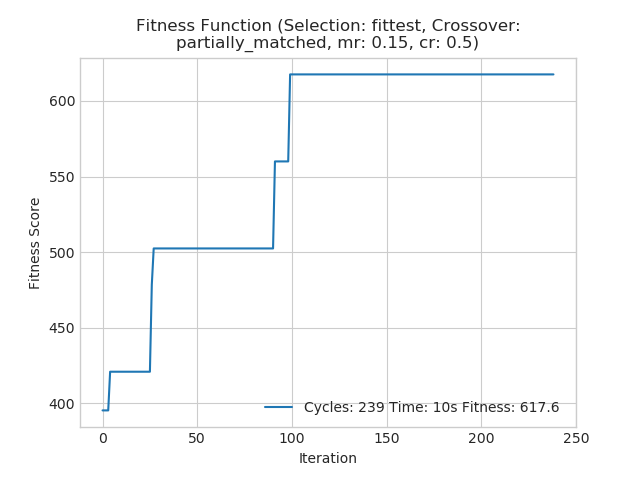 Fitness Function (Selection: fittest, Crossover:
partially_matched, mr: 0.15, cr: 0.5)
Fitness Score
600
550
500
450
400
Cycles: 239 Time: 10s Fitness: 617.6
0
50
100
150
200
250
Iteration